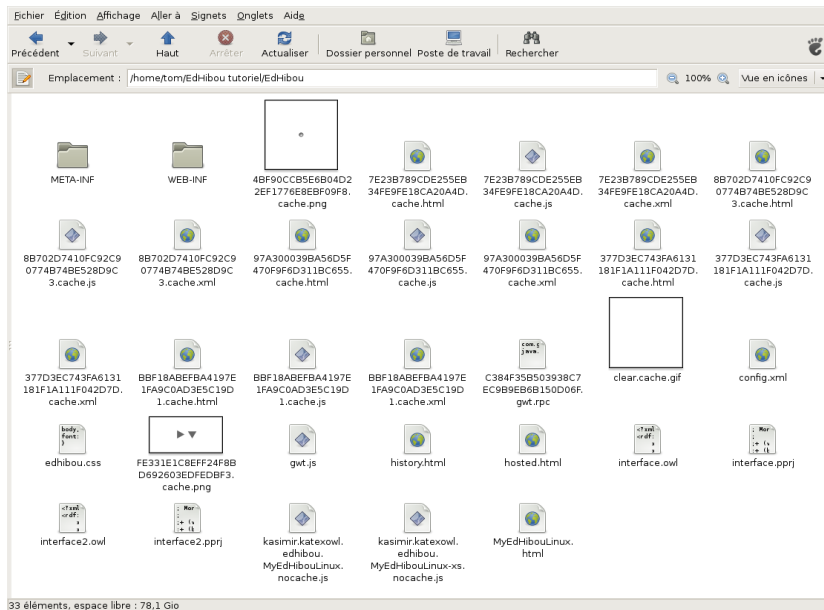 Fichier Édition Affichage Aller à Signets Onglets Aide
Précédent Suivant Haut Arrêter Actualiser Dossier personnel Poste de travail Rechercher
Emplacement : /home/tom/EdHibou tutoriel/EdHibou 100% Vue en icônes
META-INF
WEB-INF
4BF90CCB5E6B04D2
2EF1776E8EBF09F8.
cache.png
7E23B789CDE255EB
34FE9FE18CA20A4D.
cache.html
7E23B789CDE255EB
34FE9FE18CA20A4D.
cache.js
7E23B789CDE255EB
34FE9FE18CA20A4D.
cache.xml
8B702D7410FC92C9
0774B74BE528D9C
3.cache.html
8B702D7410FC92C9
0774B74BE528D9C
3.cache.js
8B702D7410FC92C9
0774B74BE528D9C
3.cache.xml
97A300039BA56D5F
470F9F6D311BC655.
cache.html
97A300039BA56D5F
470F9F6D311BC655.
cache.js
97A300039BA56D5F
470F9F6D311BC655.
cache.xml
377D3EC743FA6131
181F1A111F042D7D.
cache.html
377D3EC743FA6131
181F1A111F042D7D.
cache.js
377D3EC743FA6131
181F1A111F042D7D.
cache.xml
BBF18ABEFBA4197E
1FA9C0AD3E5C19D
1.cache.html
BBF18ABEFBA4197E
1FA9C0AD3E5C19D
1.cache.js
BBF18ABEFBA4197E
1FA9C0AD3E5C19D
1.cache.xml
C384F35B503938C7
EC9B9EB6B150D06F.
gwt.rpc
clear.cache.gif
config.xml
body,
font:
}
edhibou.css
FE331E1C8EFF24F8B
D692603EDFEDBF3.
cache.png
gwt.js
history.html
hosted.html
interface.owl
interface.pprj
interface2.owl
interface2.pprj
kasimir.katexowl.
edhibou.
MyEdHibouLinux.
nocache.js
kasimir.katexowl.
edhibou.
MyEdHibouLinux-xs.
nocache.js
MyEdHibouLinux.
html
33 éléments, espace libre : 78,1 Gio